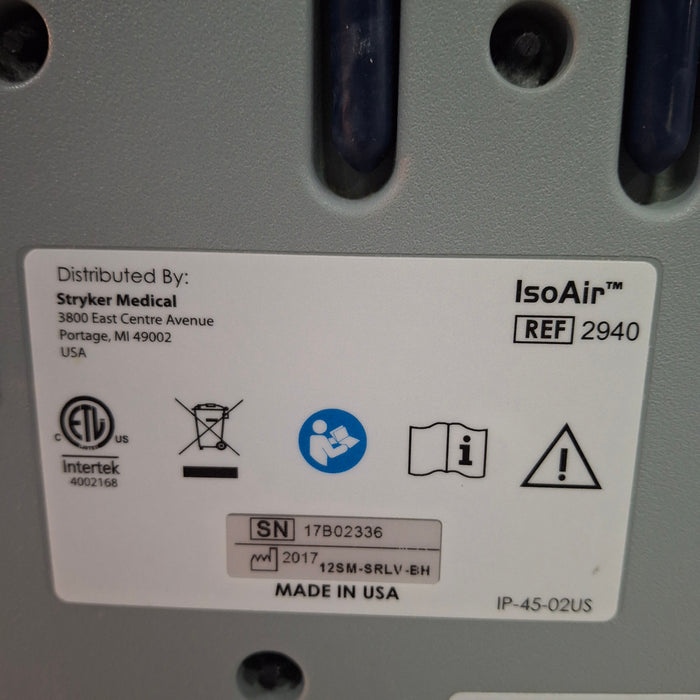 Distributed By:
Stryker Medical
3800 East Centre Avenue
Portage, MI 49002
USA
IsoAir™
REF 2940
C ETL US
Intertek
4002168
i
!
SN 17B02336
2017 12SM-SRLV-BH
MADE IN USA
IP-45-02US